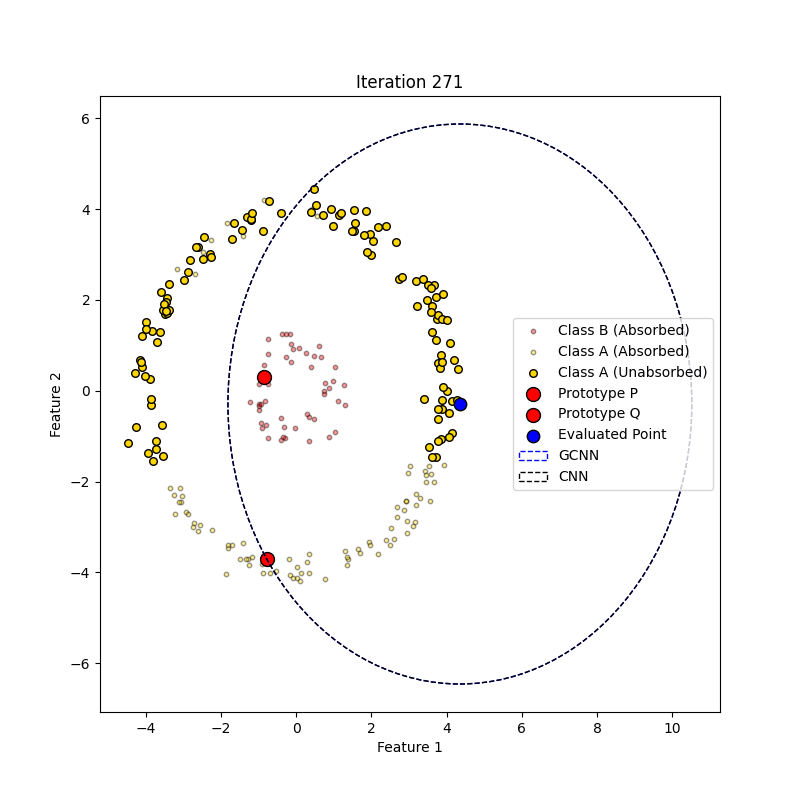 Iteration 271
Feature 2
6
4
2
0
−2
−4
−6
Class B (Absorbed)
Class A (Absorbed)
Class A (Unabsorbed)
Prototype P
Prototype Q
Evaluated Point
GCNN
CNN
−4
−2
0
2
4
6
8
10
Feature 1